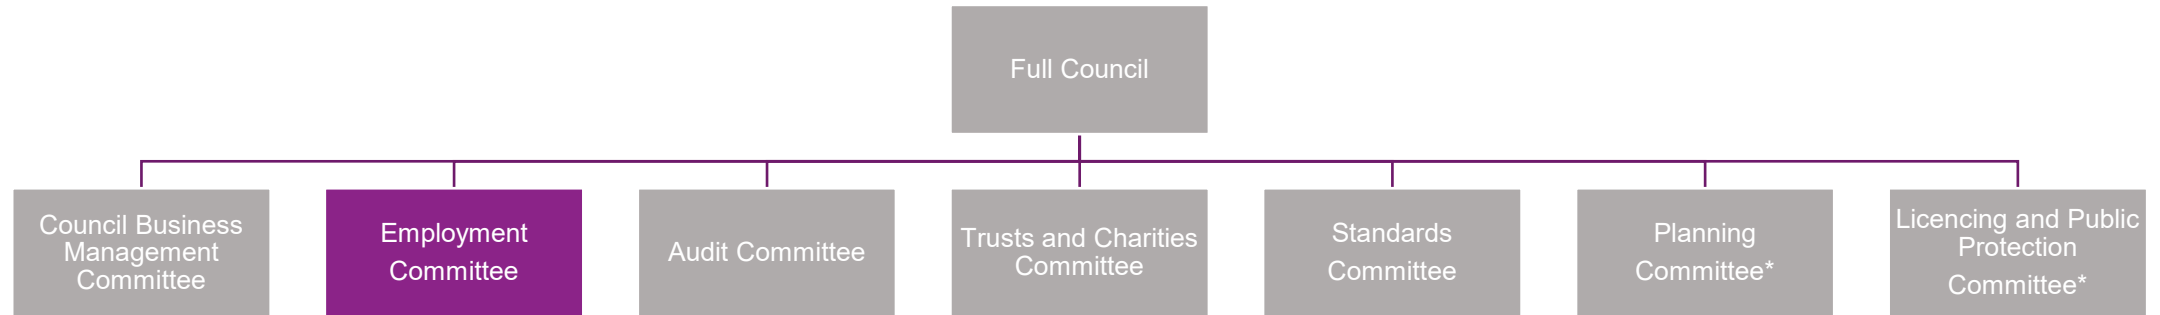 Full Council
Council Business
Management
Committee
Employment
Committee
Audit Committee
Trusts and Charities
Committee
Standards
Committee
Planning
Committee*
Licencing and Public
Protection
Committee*